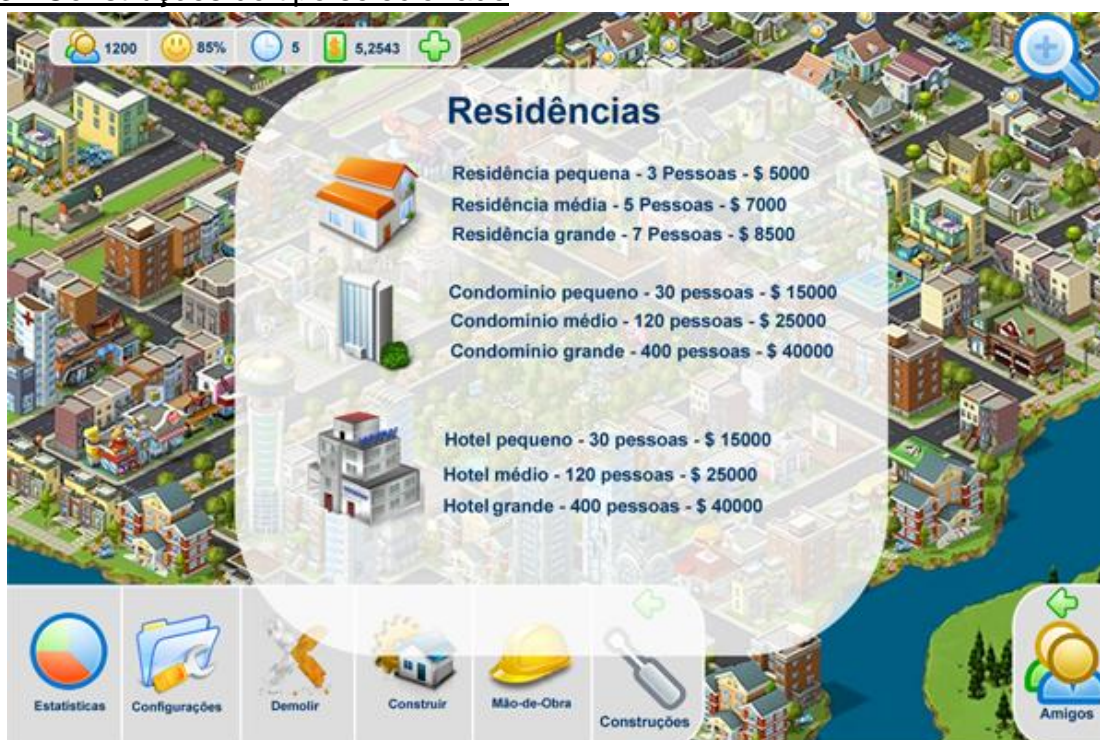 1200 85% 5 5,2543
Residências
Residência pequena - 3 Pessoas - $ 5000
Residência média - 5 Pessoas - $ 7000
Residência grande - 7 Pessoas - $ 8500
Condomínio pequeno - 30 pessoas - $ 15000
Condomínio médio - 120 pessoas - $ 25000
Condomínio grande - 400 pessoas - $ 40000
Hotel pequeno - 30 pessoas - $ 15000
Hotel médio - 120 pessoas - $ 25000
Hotel grande - 400 pessoas - $ 40000
Estatísticas Configurações Demolir Construir Mão-de-Obra Construções Amigos